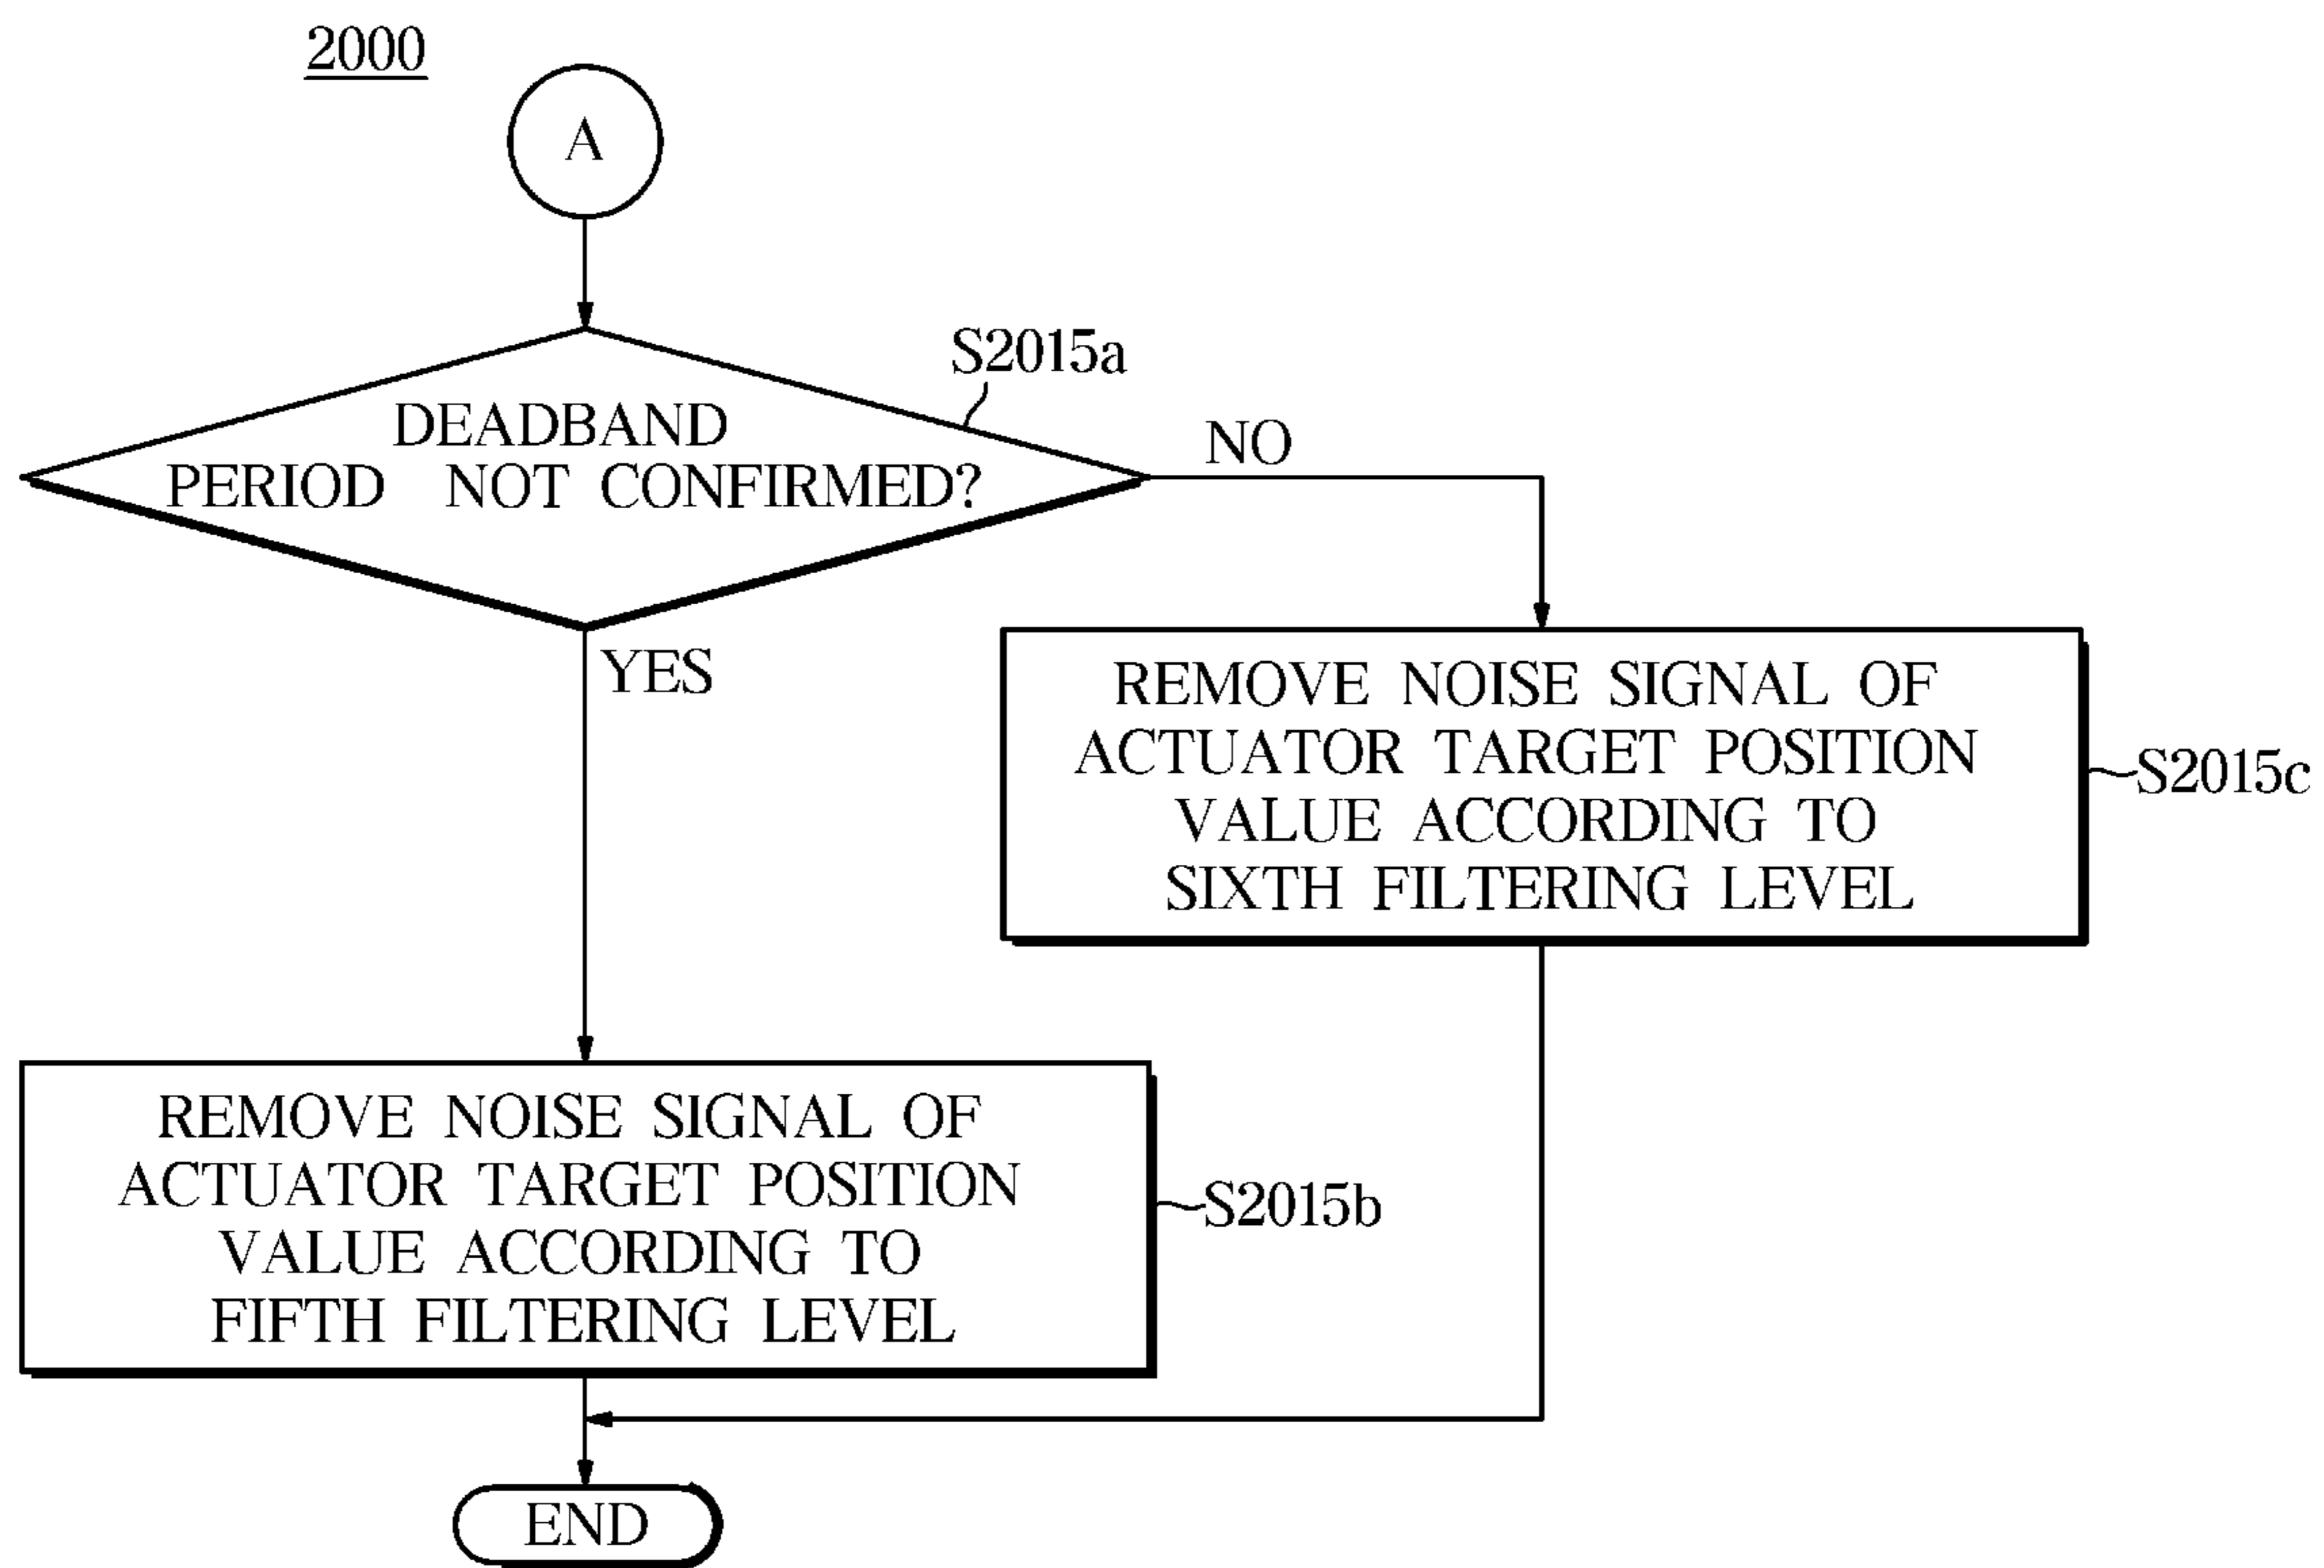 2000
A
S2015a
DEADBAND
PERIOD NOT CONFIRMED?
NO
YES
REMOVE NOISE SIGNAL OF
ACTUATOR TARGET POSITION
VALUE ACCORDING TO
SIXTH FILTERING LEVEL
S2015c
REMOVE NOISE SIGNAL OF
ACTUATOR TARGET POSITION
VALUE ACCORDING TO
FIFTH FILTERING LEVEL
S2015b
END